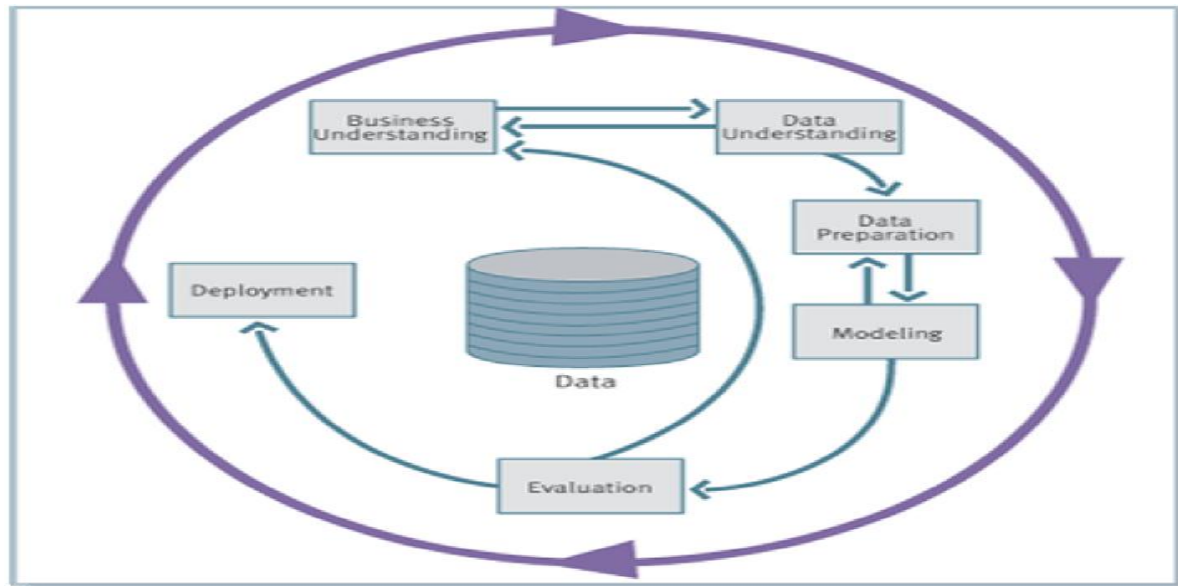 Business
Understanding
Data
Understanding
Data
Preparation
Deployment
Modeling
Data
Evaluation